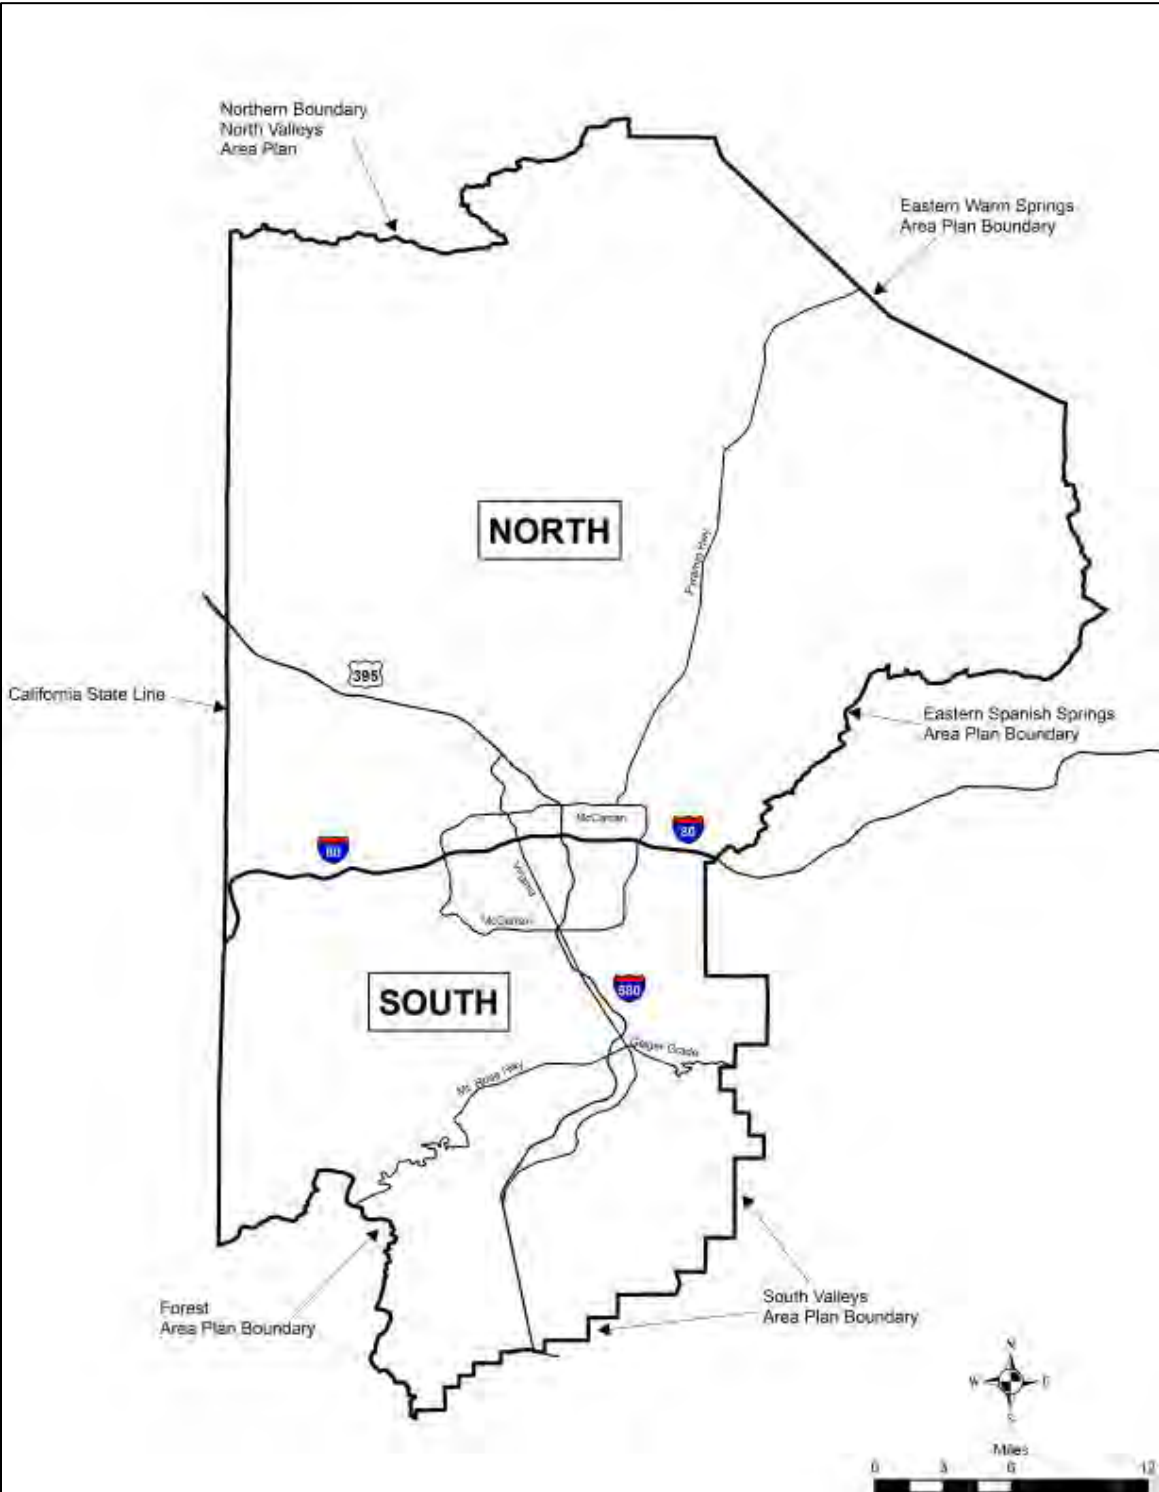 Northern Boundary
North Valleys
Area Plan
Eastern Warm Springs
Area Plan Boundary
NORTH
Pyramid Hwy
395
California State Line
Eastern Spanish Springs
Area Plan Boundary
McCarran
80
80
Virginia
McCarran
SOUTH
580
Geiger Grade
Mt. Rose Hwy
Forest
Area Plan Boundary
South Valleys
Area Plan Boundary
N
W E
S
Miles
0 3 6 12